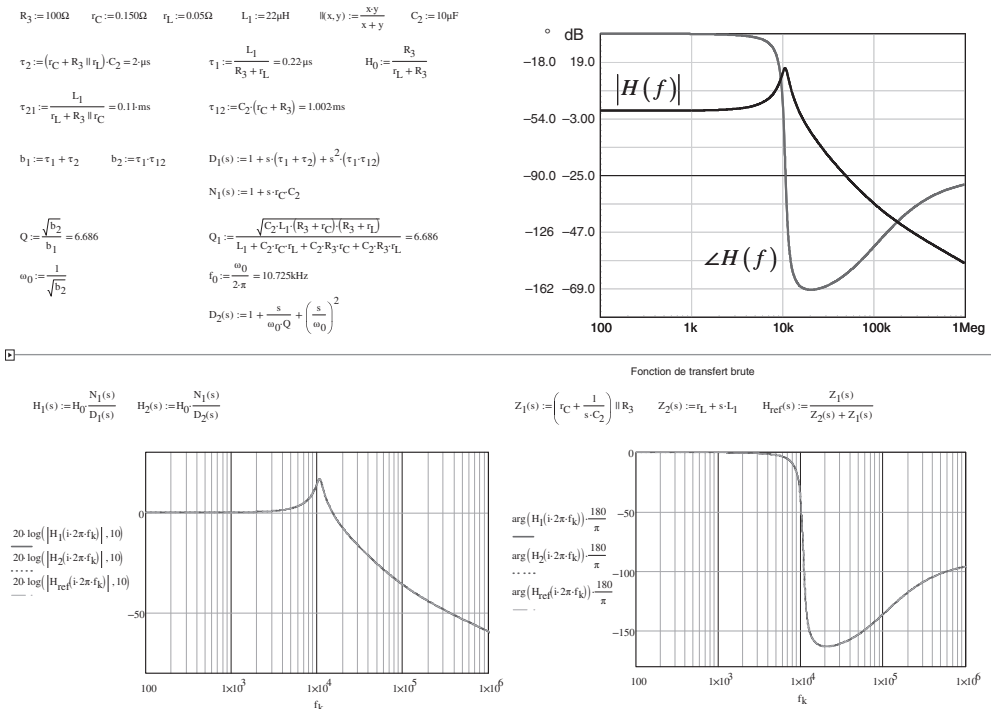 R3:=100Ω rC:=0.150Ω rL:=0.05Ω L1:=22μH ||(x,y):=x·y/(x+y) C2:=10μF
τ2:=(rC+R3||rL)·C2=2·μs τ1:=L1/(R3+rL)=0.22·μs H0:=R3/(rL+R3)
τ21:=L1/(rL+R3||rC)=0.11·ms τ12:=C2·(rC+R3)=1.002·ms
b1:=τ1+τ2 b2:=τ1·τ12 D1(s):=1+s·(τ1+τ2)+s²·(τ1·τ12)
N1(s):=1+s·rC·C2
Q:=√b2/b1=6.686 Q1:=√(C2·L1·(R3+rC)·(R3+rL))/(L1+C2·rC·rL+C2·R3·rC+C2·R3·rL)=6.686
ω0:=1/√b2 f0:=ω0/(2·π)=10.725kHz
D2(s):=1+s/(ω0·Q)+(s/ω0)²
° dB
−18.0 19.0
|H(f)|
−54.0 −3.00
−90.0 −25.0
−126 −47.0
∠H(f)
−162 −69.0
100 1k 10k 100k 1Meg
Fonction de transfert brute
H1(s):=H0·N1(s)/D1(s) H2(s):=H0·N1(s)/D2(s)
Z1(s):=(rC+1/(s·C2))||R3 Z2(s):=rL+s·L1 Href(s):=Z1(s)/(Z2(s)+Z1(s))
0
20·log(|H1(i·2π·fk)|,10)
20·log(|H2(i·2π·fk)|,10)
20·log(|Href(i·2π·fk)|,10)
−50
100 1×10³ 1×10⁴ 1×10⁵ 1×10⁶
fk
0
−50
arg(H1(i·2π·fk))·180/π
arg(H2(i·2π·fk))·180/π
−100
arg(Href(i·2π·fk))·180/π
−150
100 1×10³ 1×10⁴ 1×10⁵ 1×10⁶
fk